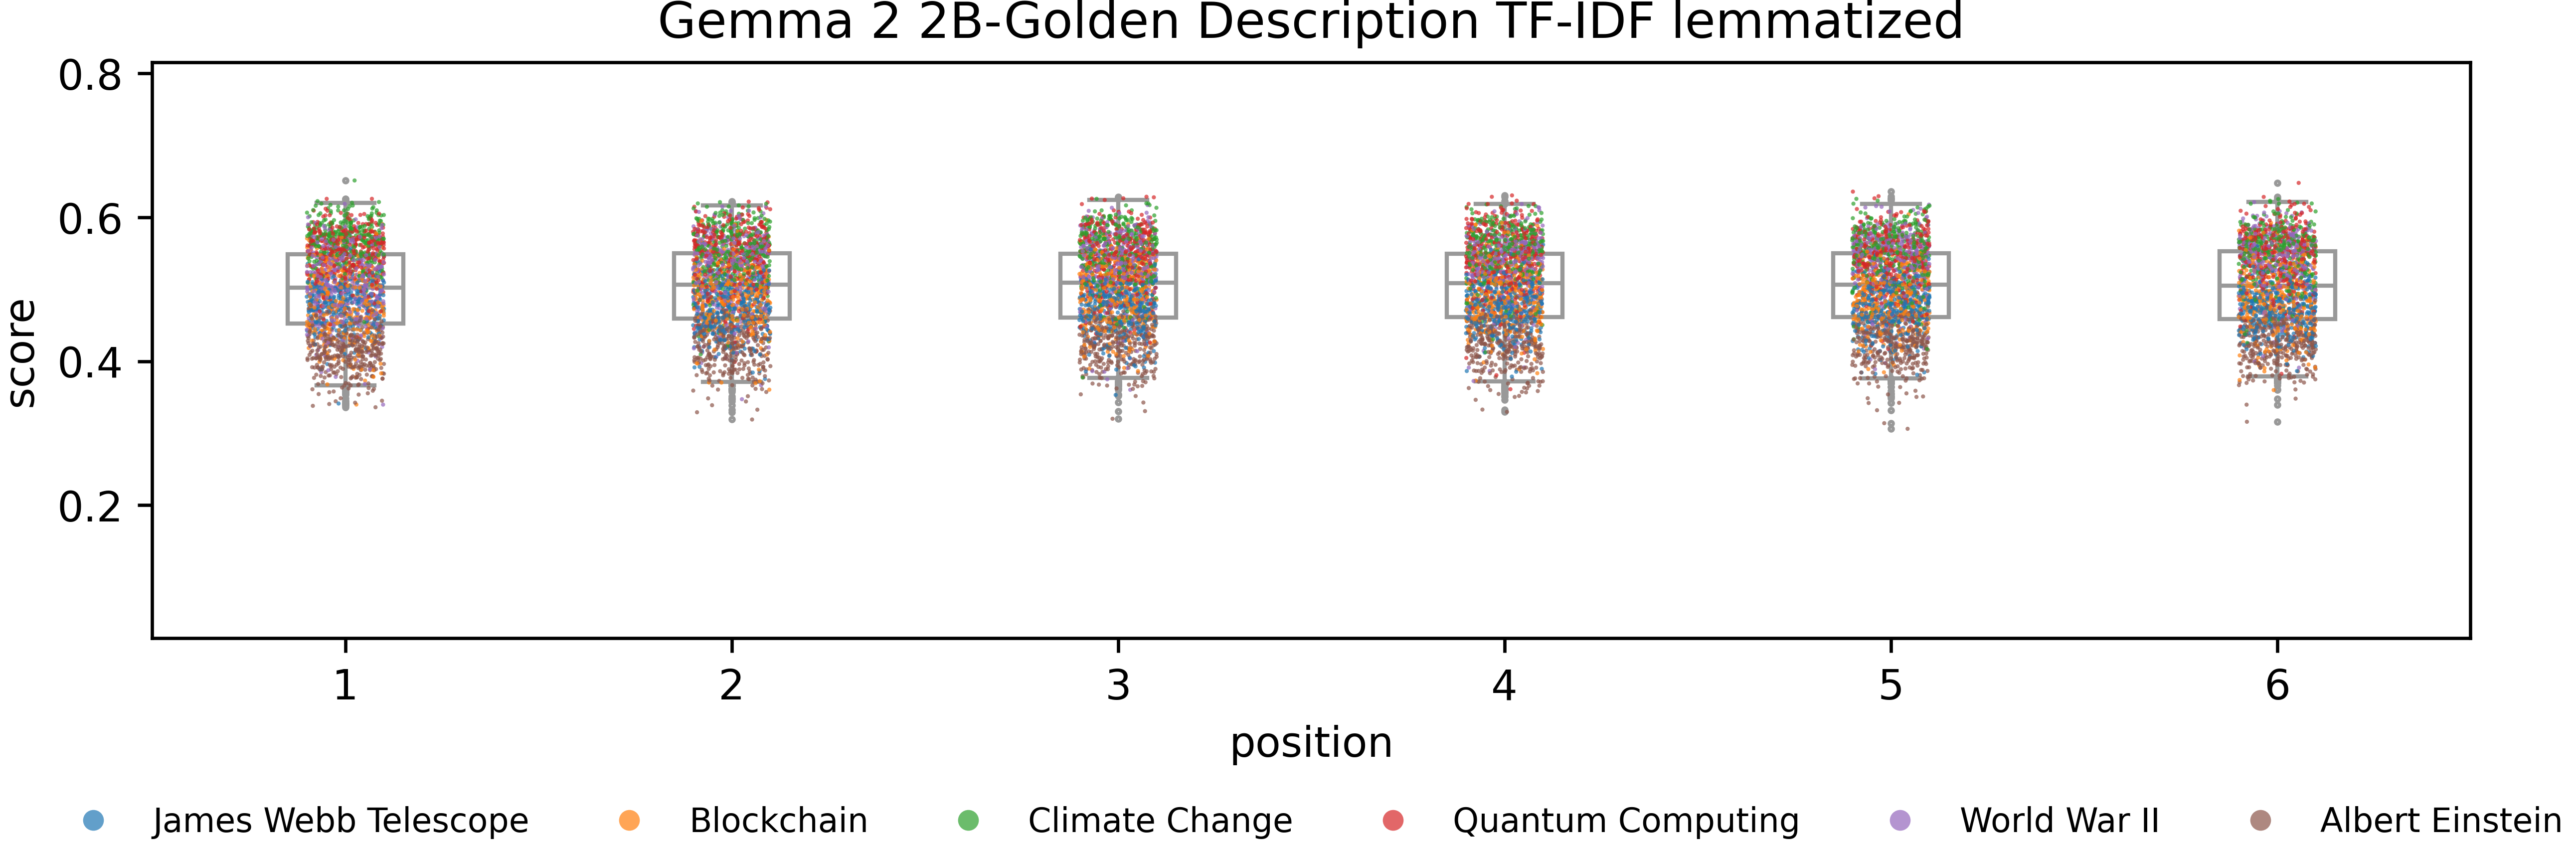 Gemma 2 2B-Golden Description TF-IDF lemmatized
0.8
0.6
0.4
0.2
score
1 2 3 4 5 6
position
James Webb Telescope Blockchain Climate Change Quantum Computing World War II Albert Einstein